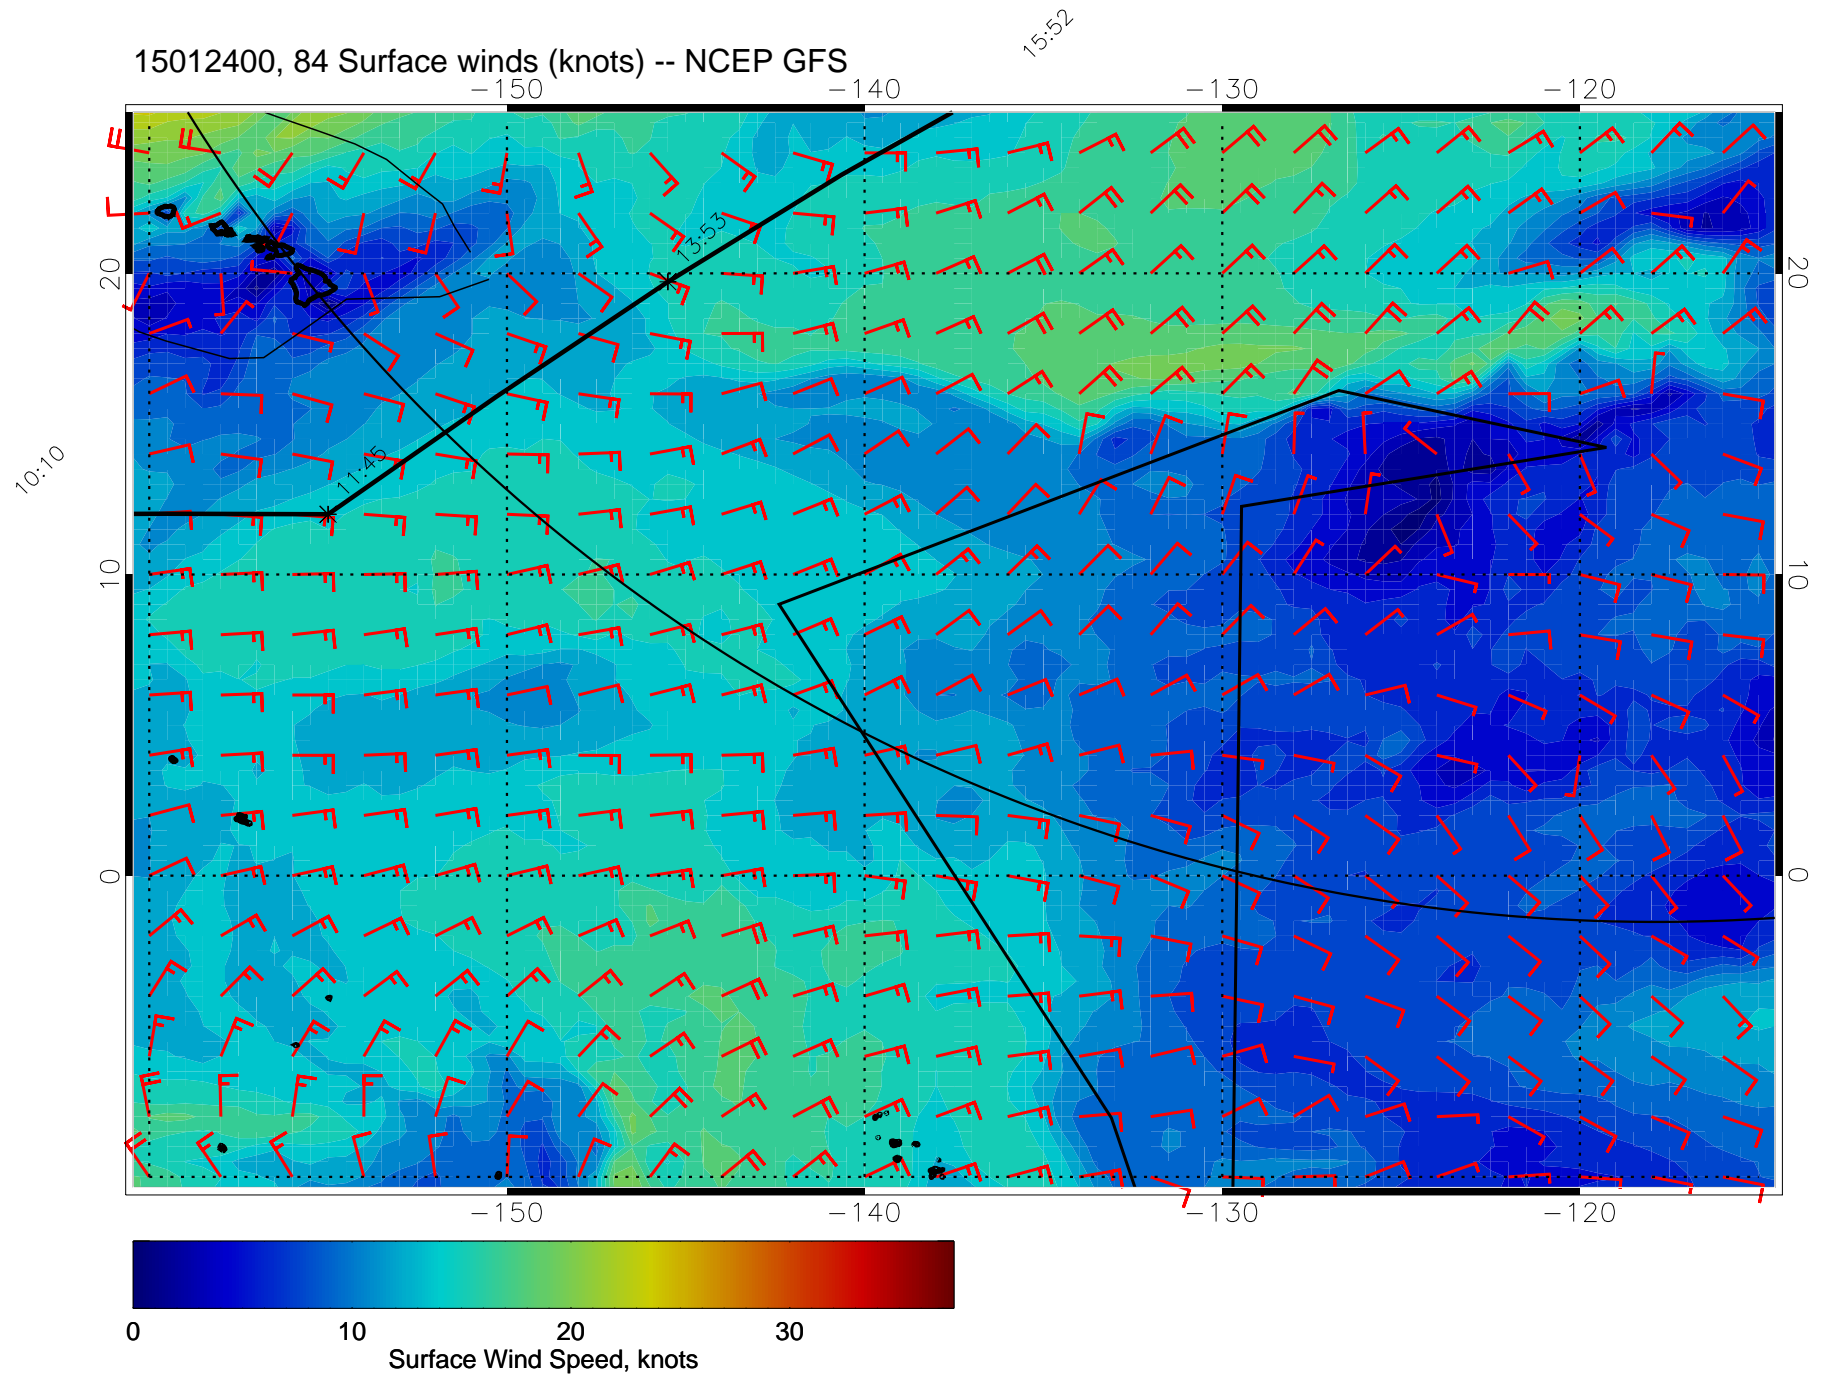 15:52
15012400, 84 Surface winds (knots) -- NCEP GFS
-150 -140 -130 -120
20 20
13:53
10:10
11:45
10 10
0 0
-150 -140 -130 -120
0 10 20 30
Surface Wind Speed, knots